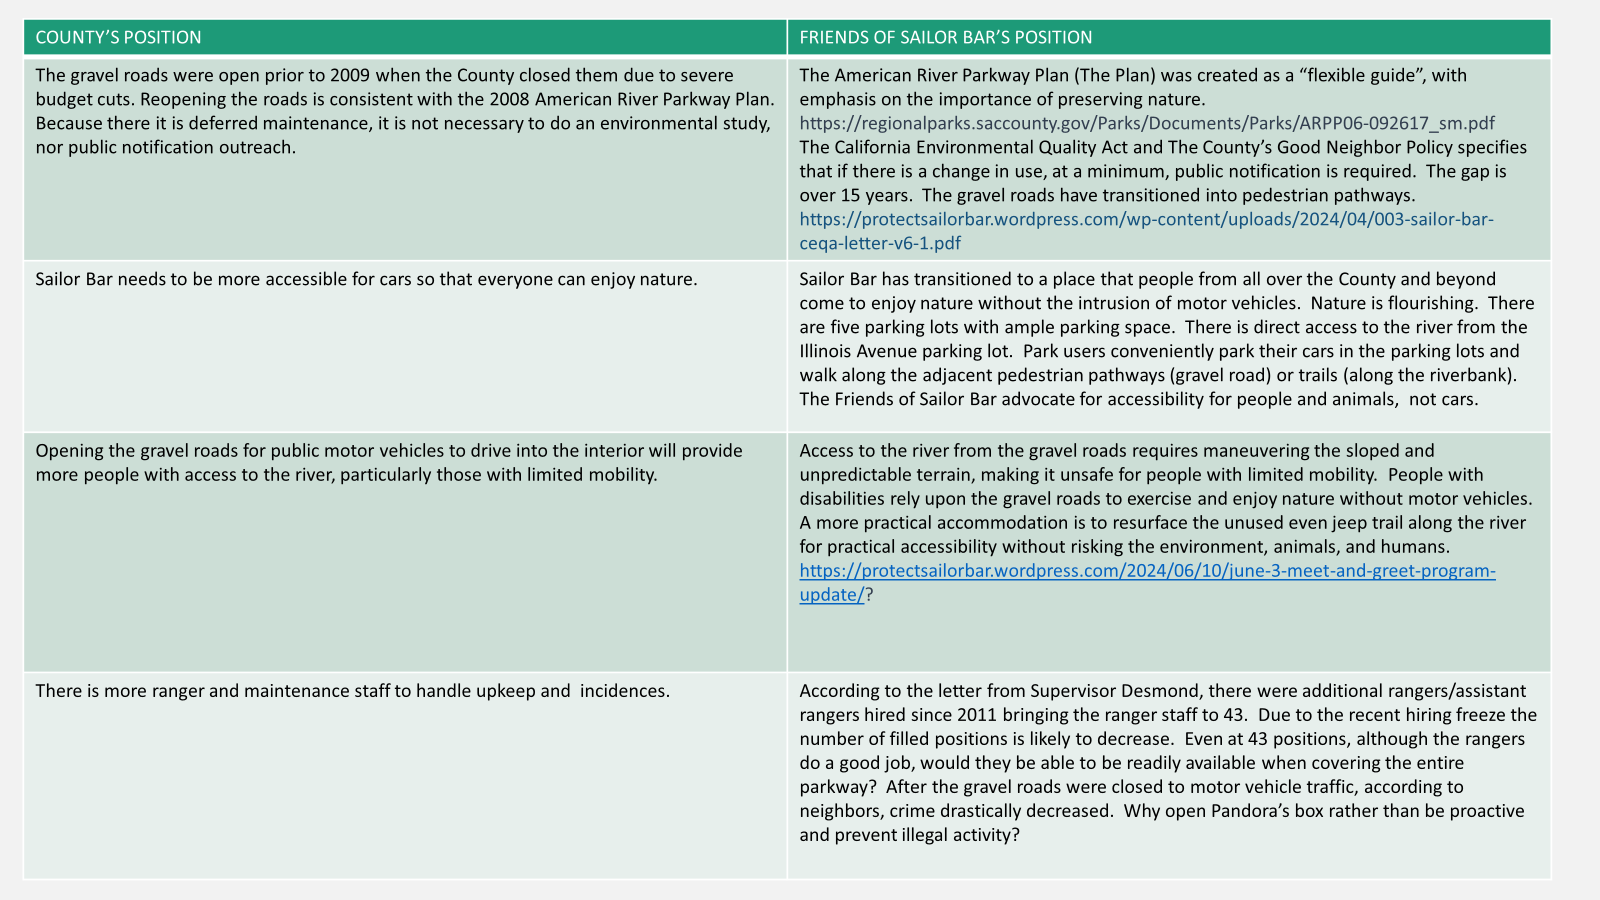 COUNTY’S POSITION
FRIENDS OF SAILOR BAR’S POSITION
The gravel roads were open prior to 2009 when the County closed them due to severe
budget cuts. Reopening the roads is consistent with the 2008 American River Parkway Plan.
Because there it is deferred maintenance, it is not necessary to do an environmental study,
nor public notification outreach.
The American River Parkway Plan (The Plan) was created as a “flexible guide”, with
emphasis on the importance of preserving nature.
https://regionalparks.saccounty.gov/Parks/Documents/Parks/ARPP06-092617_sm.pdf
The California Environmental Quality Act and The County’s Good Neighbor Policy specifies
that if there is a change in use, at a minimum, public notification is required.  The gap is
over 15 years.  The gravel roads have transitioned into pedestrian pathways.
https://protectsailorbar.wordpress.com/wp-content/uploads/2024/04/003-sailor-bar-
ceqa-letter-v6-1.pdf
Sailor Bar needs to be more accessible for cars so that everyone can enjoy nature.
Sailor Bar has transitioned to a place that people from all over the County and beyond
come to enjoy nature without the intrusion of motor vehicles.  Nature is flourishing.  There
are five parking lots with ample parking space.  There is direct access to the river from the
Illinois Avenue parking lot.  Park users conveniently park their cars in the parking lots and
walk along the adjacent pedestrian pathways (gravel road) or trails (along the riverbank).
The Friends of Sailor Bar advocate for accessibility for people and animals,  not cars.
Opening the gravel roads for public motor vehicles to drive into the interior will provide
more people with access to the river, particularly those with limited mobility.
Access to the river from the gravel roads requires maneuvering the sloped and
unpredictable terrain, making it unsafe for people with limited mobility.  People with
disabilities rely upon the gravel roads to exercise and enjoy nature without motor vehicles.
A more practical accommodation is to resurface the unused even jeep trail along the river
for practical accessibility without risking the environment, animals, and humans.
https://protectsailorbar.wordpress.com/2024/06/10/june-3-meet-and-greet-program-
update/?
There is more ranger and maintenance staff to handle upkeep and  incidences.
According to the letter from Supervisor Desmond, there were additional rangers/assistant
rangers hired since 2011 bringing the ranger staff to 43.  Due to the recent hiring freeze the
number of filled positions is likely to decrease.  Even at 43 positions, although the rangers
do a good job, would they be able to be readily available when covering the entire
parkway?  After the gravel roads were closed to motor vehicle traffic, according to
neighbors, crime drastically decreased.  Why open Pandora’s box rather than be proactive
and prevent illegal activity?